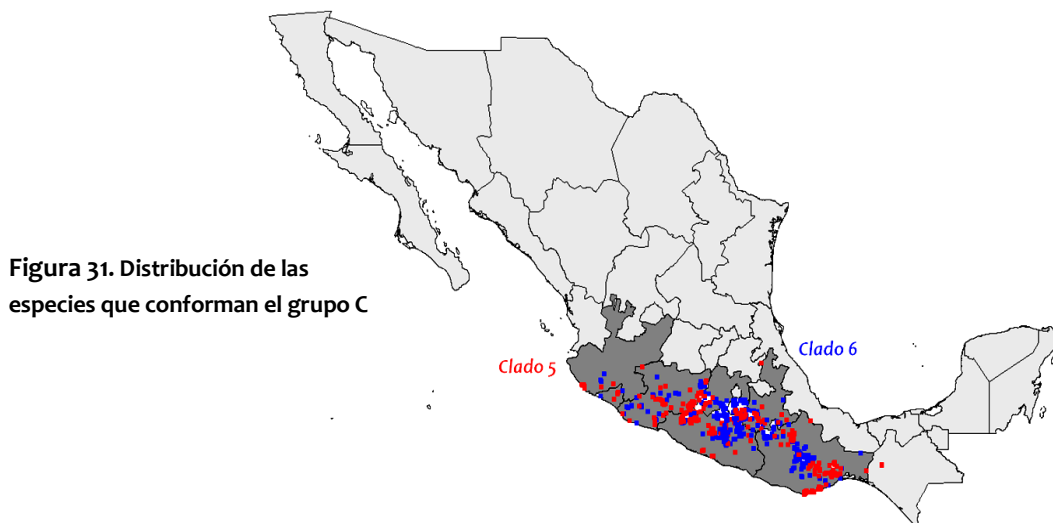 Figura 31. Distribución de las
especies que conforman el grupo C
Clado 5
Clado 6